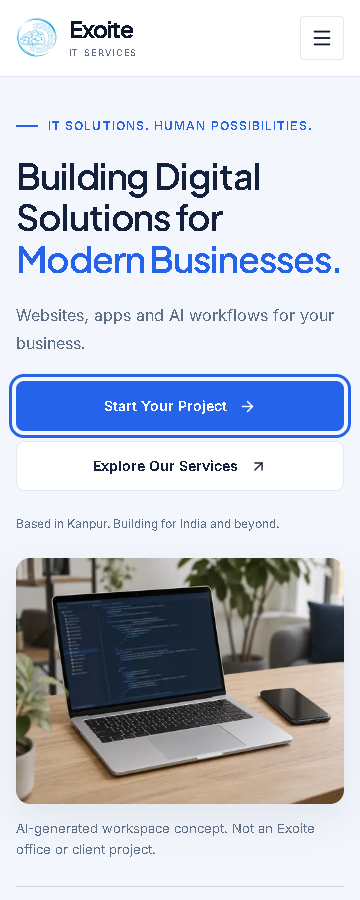 Exoite
IT SERVICES
IT SOLUTIONS. HUMAN POSSIBILITIES.
Building Digital
Solutions for
Modern Businesses.
Websites, apps and AI workflows for your
business.
Start Your Project →
Explore Our Services ↗
Based in Kanpur. Building for India and beyond.
AI-generated workspace concept. Not an Exoite
office or client project.